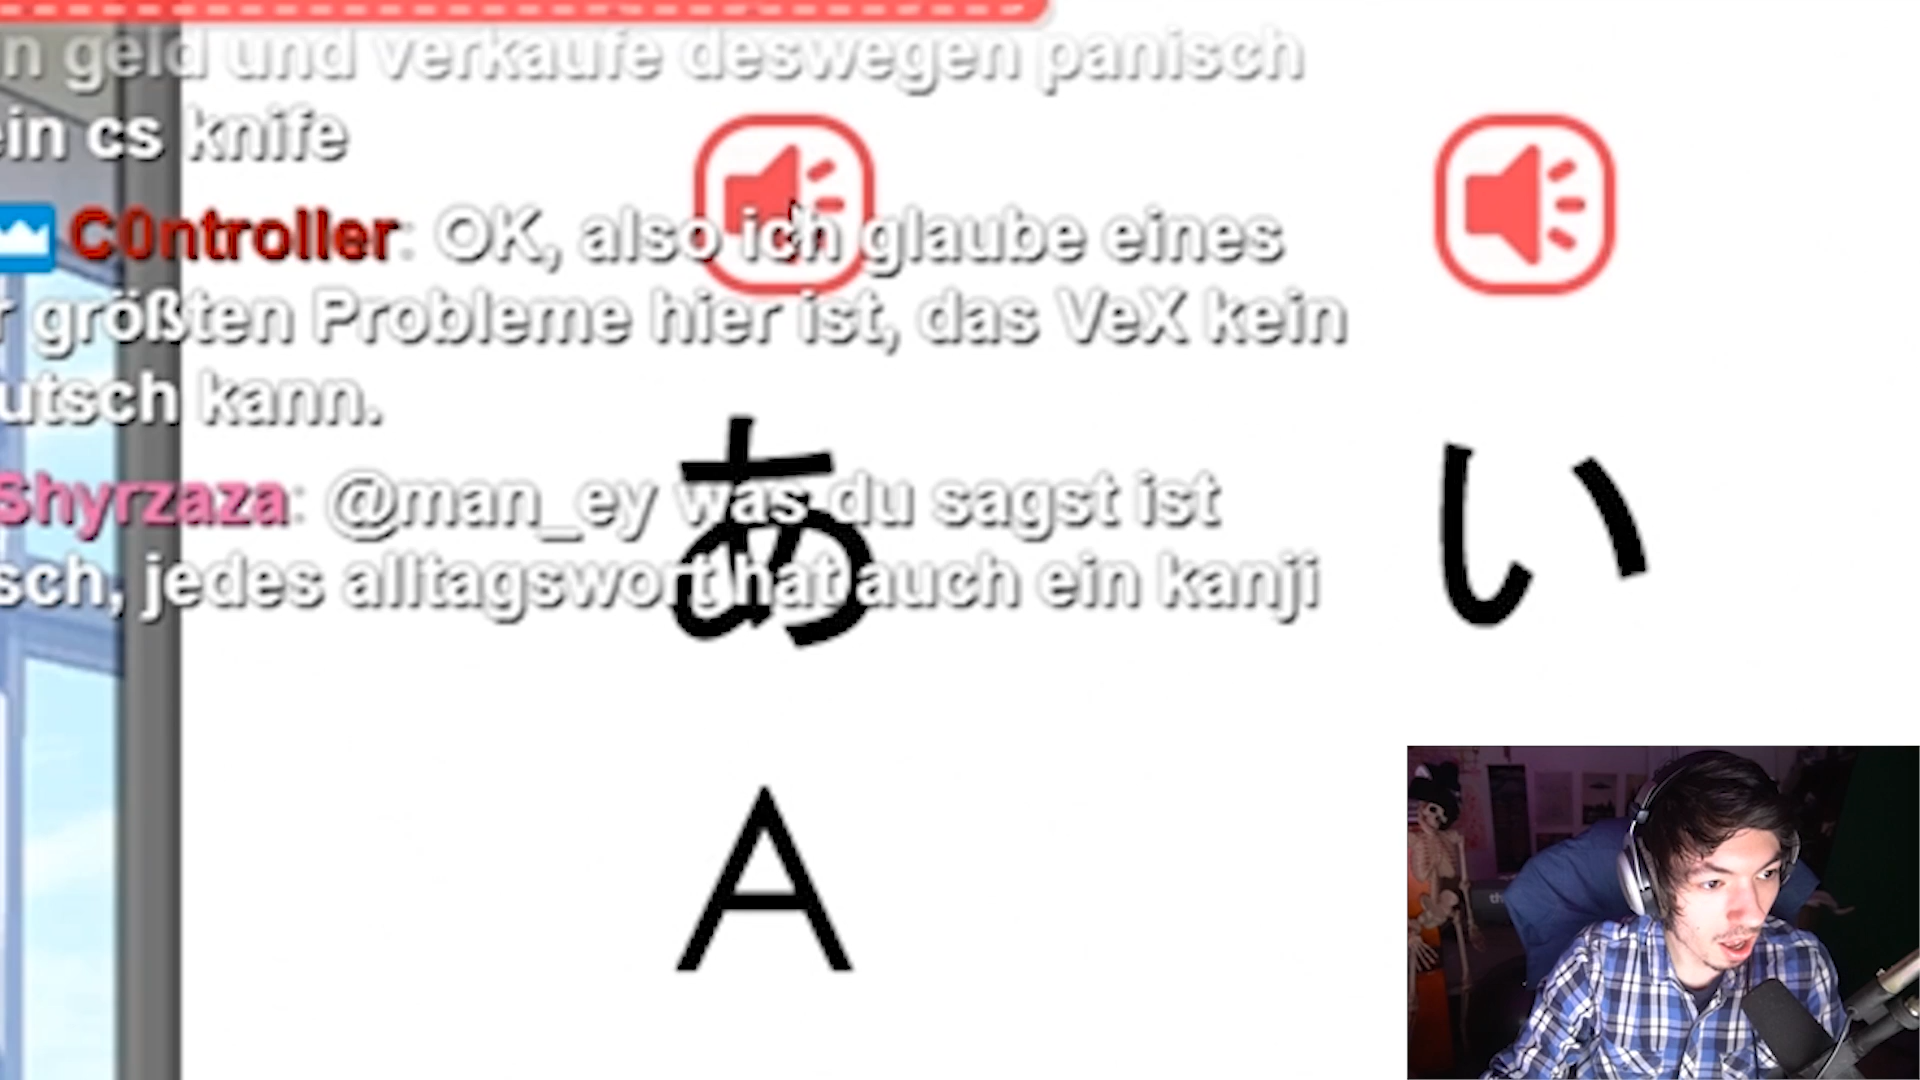 n geld und verkaufe deswegen panisch
ein cs knife
C0ntroller: OK, also ich glaube eines
r größten Probleme hier ist, das VeX kein
utsch kann.
Shyrzaza: @man_ey was du sagst ist
sch, jedes alltagswort hat auch ein kanji
あ い
A